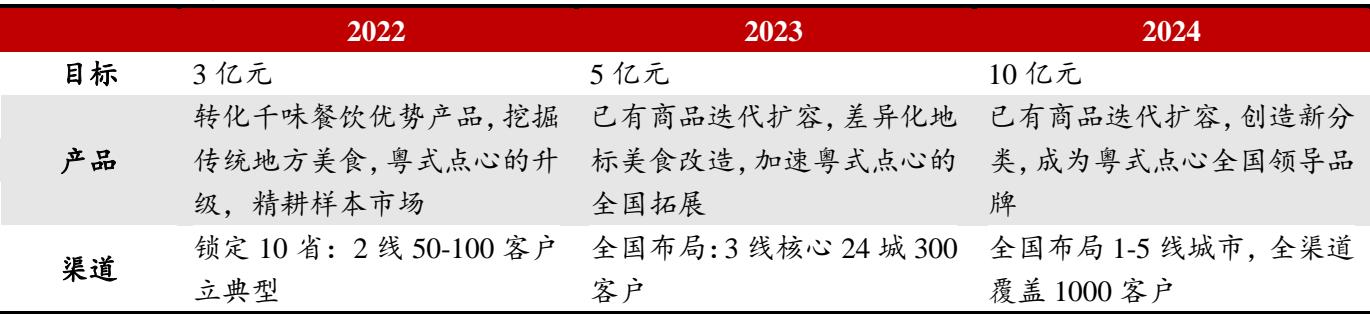 2022 2023 2024
目标 3 亿元 5 亿元 10 亿元
转化千味餐饮优势产品，挖掘 已有商品迭代扩容，差异化地 已有商品迭代扩容，创造新分
产品 传统地方美食，粤式点心的升 标美食改造，加速粤式点心的 类，成为粤式点心全国领导品
级，精耕样本市场 全国拓展 牌
渠道 锁定 10 省：2 线 50-100 客户 全国布局：3 线核心 24 城 300 全国布局 1-5 线城市，全渠道
立典型 客户 覆盖 1000 客户